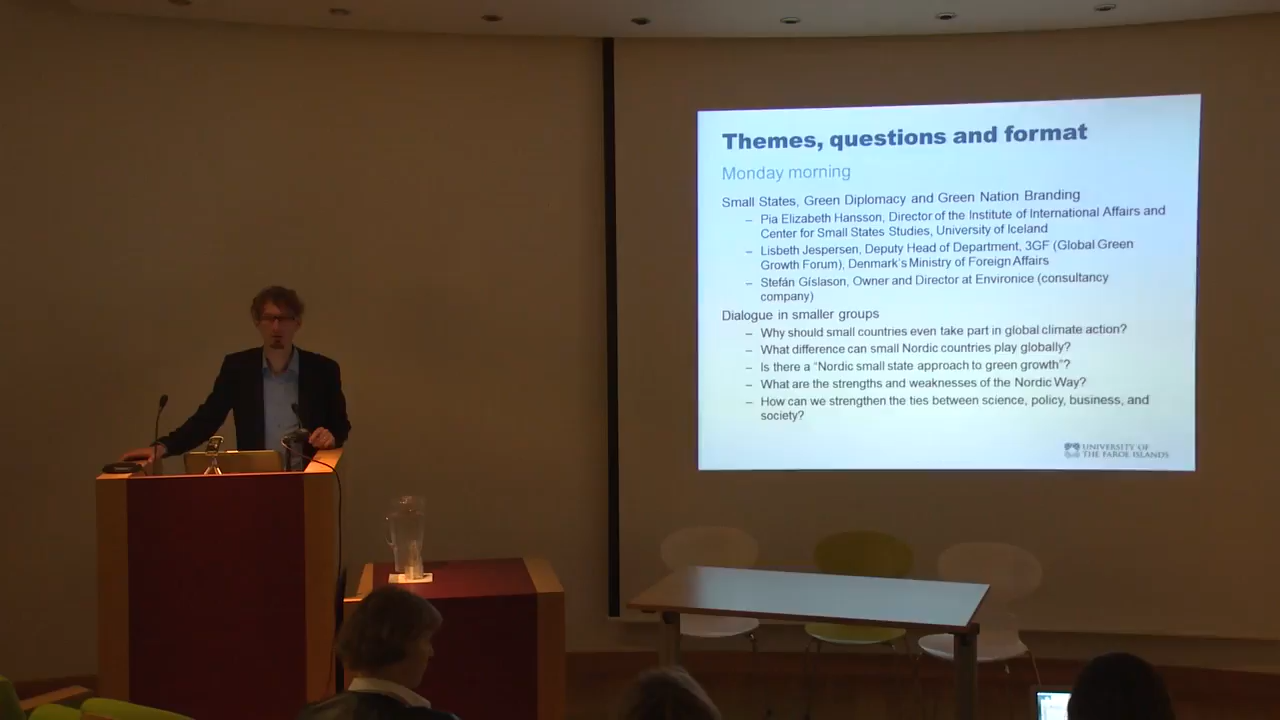 Themes, questions and format
Monday morning
Small States, Green Diplomacy and Green Nation Branding
– Pia Elizabeth Hansson, Director of the Institute of International Affairs and
Center for Small States Studies, University of Iceland
– Lisbeth Jespersen, Deputy Head of Department, 3GF (Global Green
Growth Forum), Denmark's Ministry of Foreign Affairs
– Stefán Gíslason, Owner and Director at Environice (consultancy
company)
Dialogue in smaller groups
– Why should small countries even take part in global climate action?
– What difference can small Nordic countries play globally?
– Is there a "Nordic small state approach to green growth"?
– What are the strengths and weaknesses of the Nordic Way?
– How can we strengthen the ties between science, policy, business, and
society?
UNIVERSITY OF
THE FAROE ISLANDS